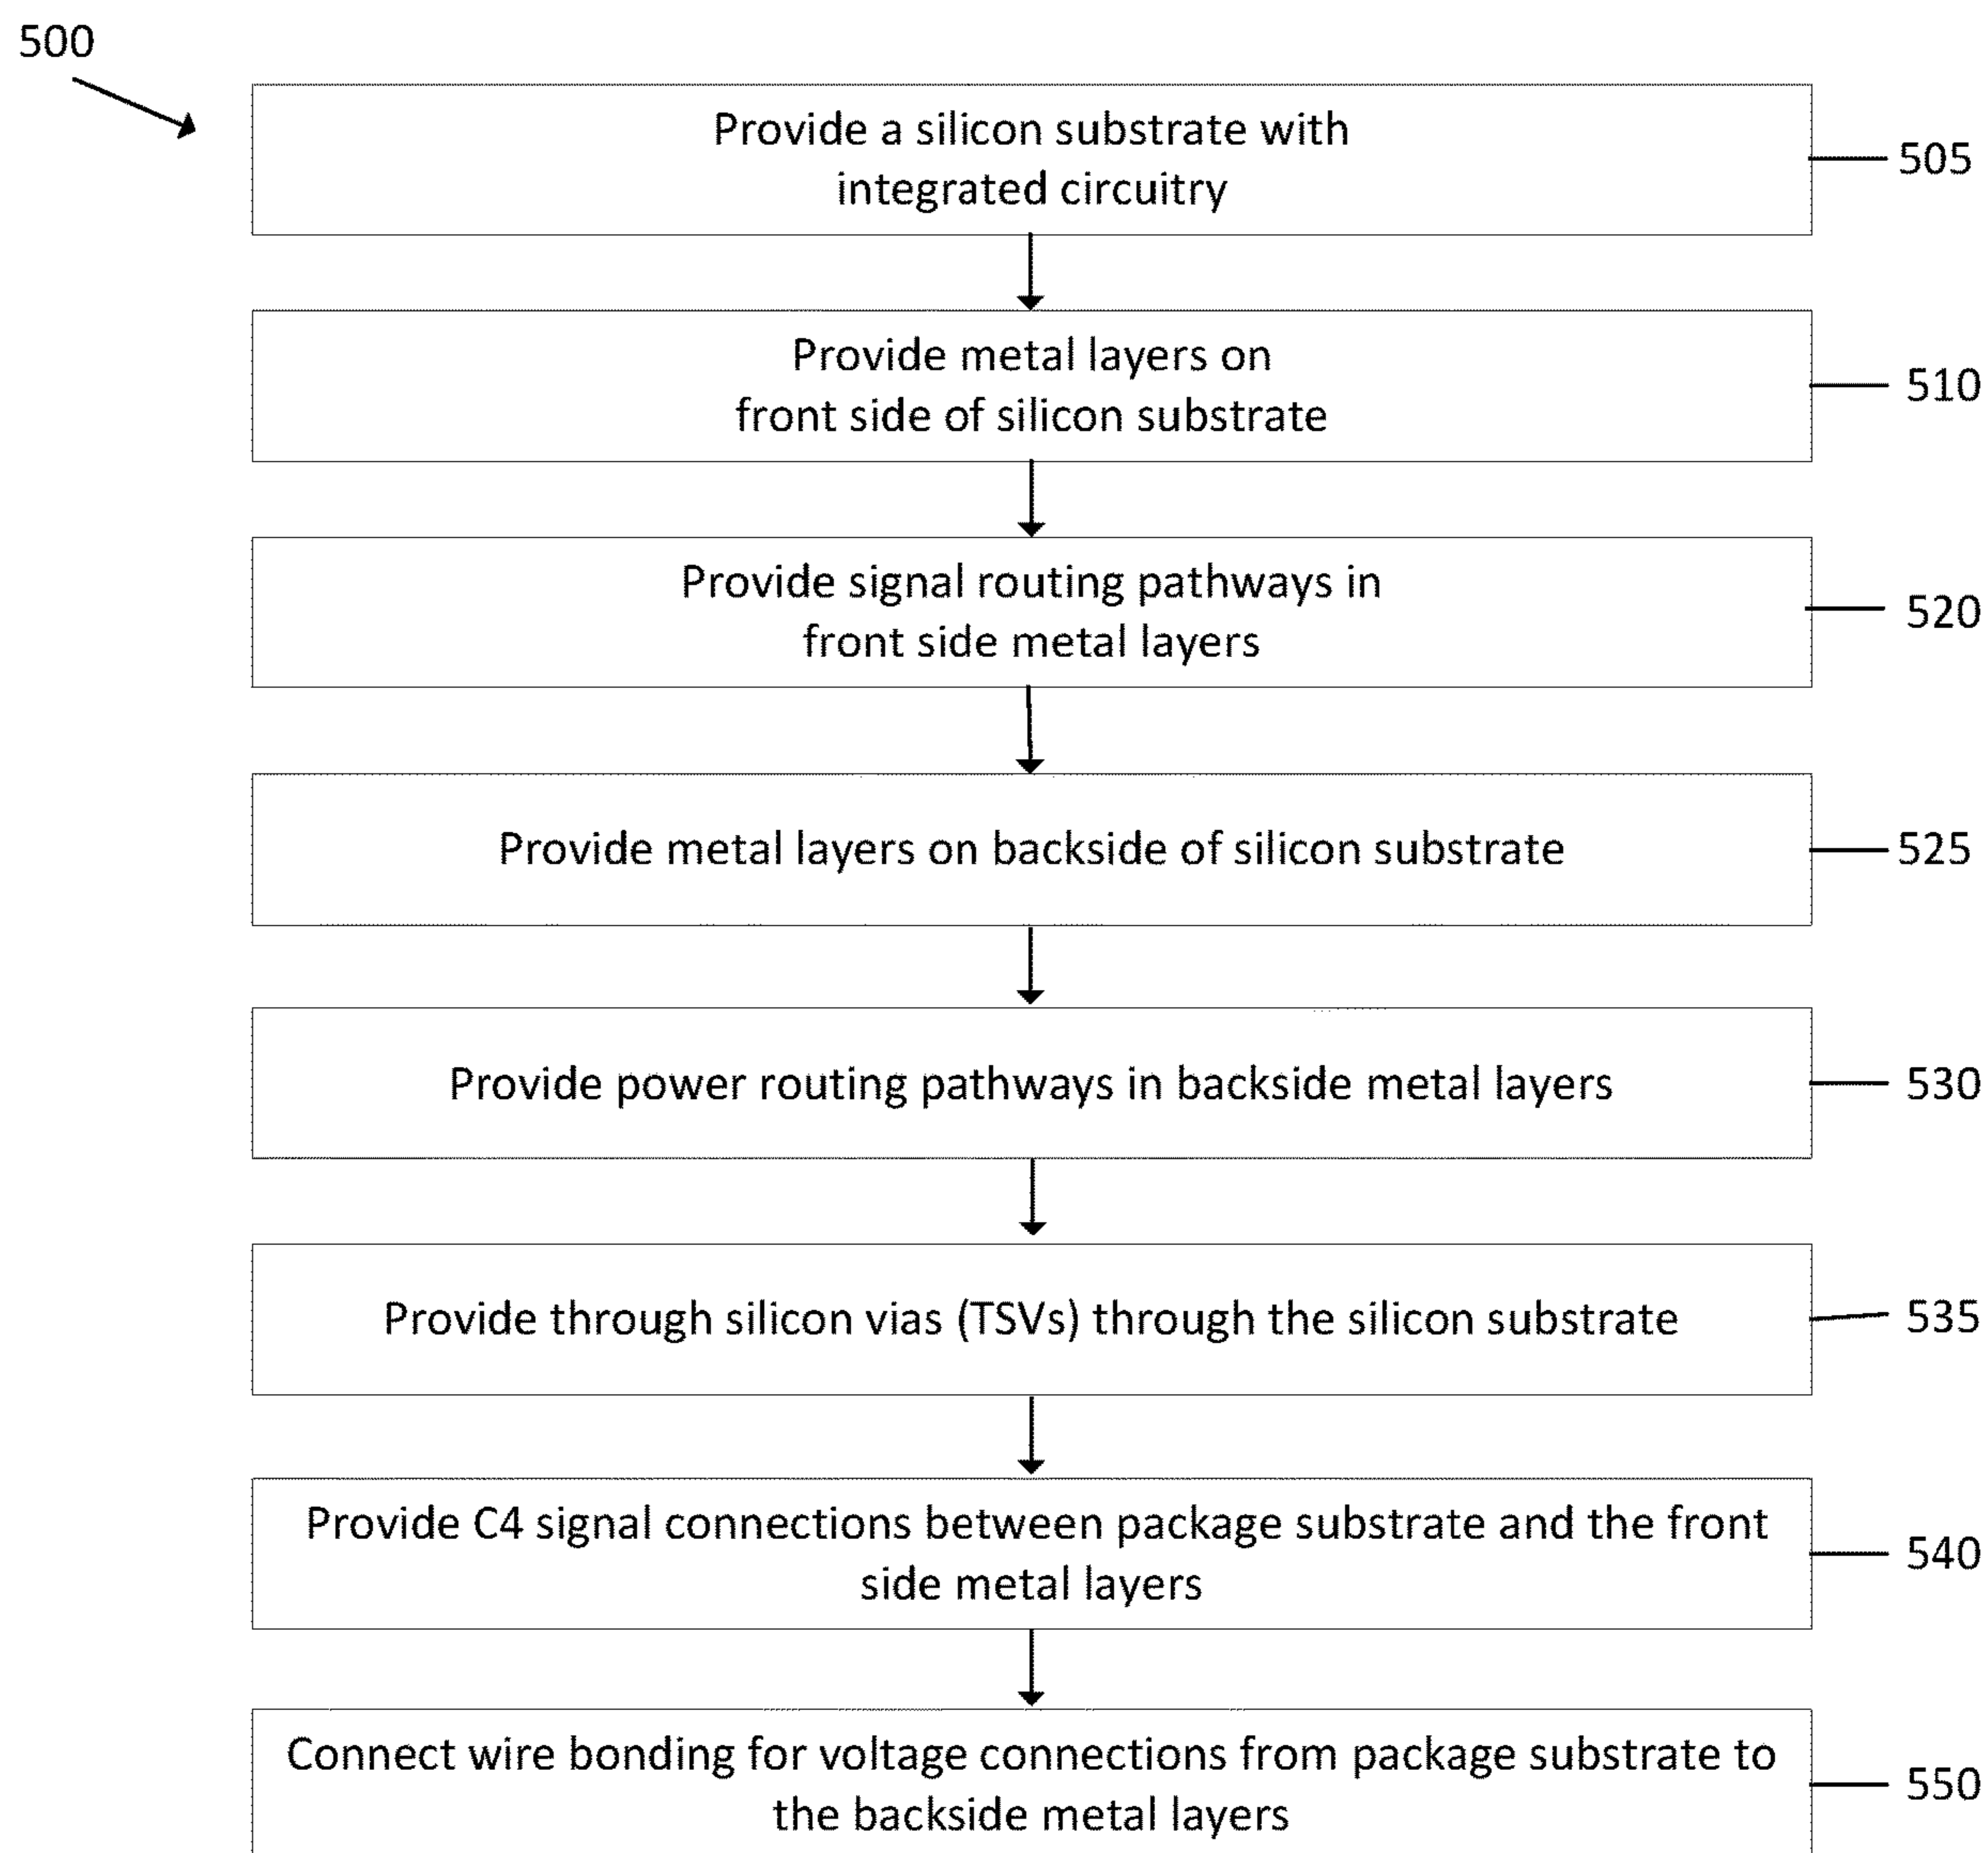 500
Provide a silicon substrate with
integrated circuitry
505
Provide metal layers on
front side of silicon substrate
510
Provide signal routing pathways in
front side metal layers
520
Provide metal layers on backside of silicon substrate
525
Provide power routing pathways in backside metal layers
530
Provide through silicon vias (TSVs) through the silicon substrate
535
Provide C4 signal connections between package substrate and the front
side metal layers
540
Connect wire bonding for voltage connections from package substrate to
the backside metal layers
550